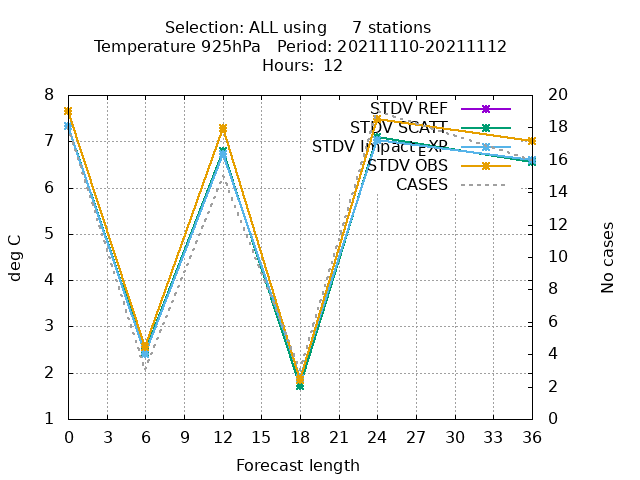 Selection: ALL using 7 stations
Temperature 925hPa Period: 20211110-20211112
Hours: 12
STDV REF
STDV SCATT
STDV Impact_EXP
STDV OBS
CASES
deg C
No cases
8
7
6
5
4
3
2
1
20
18
16
14
12
10
8
6
4
2
0
0 3 6 9 12 15 18 21 24 27 30 33 36
Forecast length